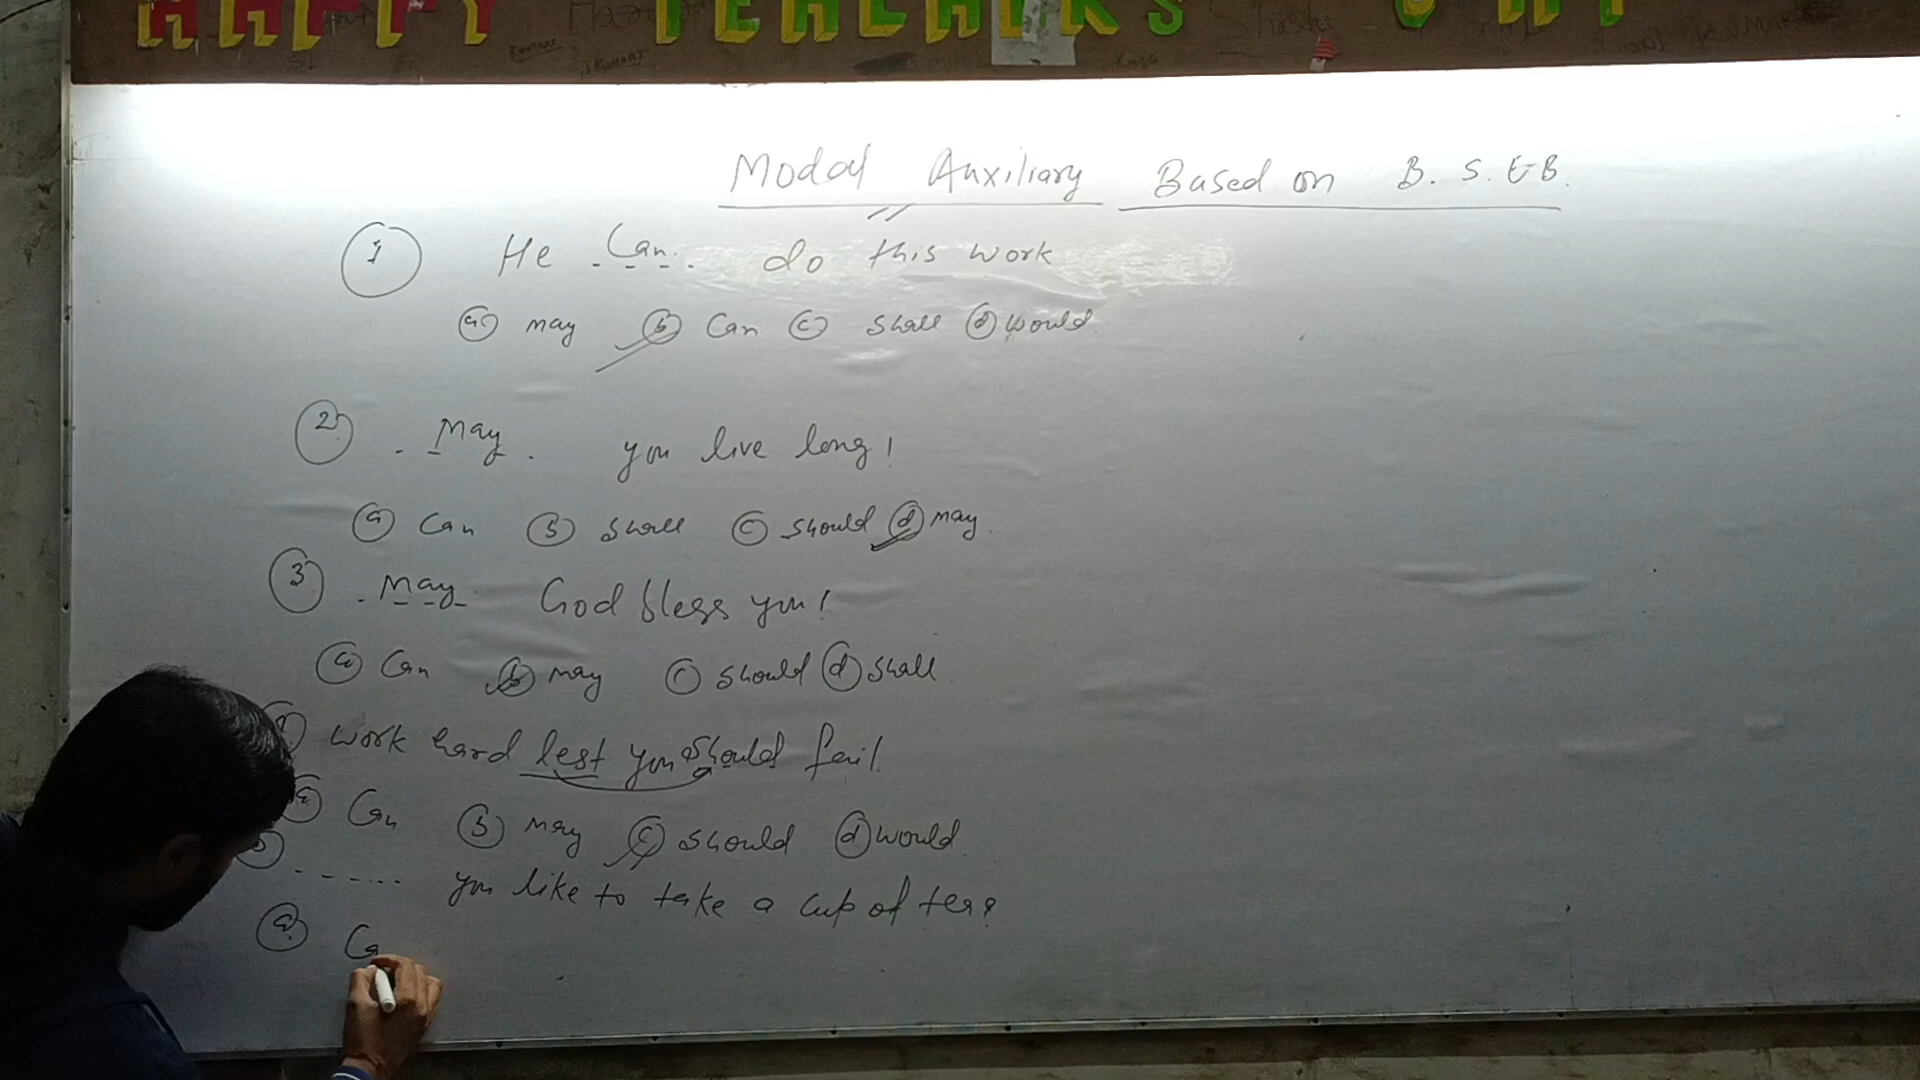 HAPPY TEACHERS DAY
Modal Auxiliary Based on B. S. E B.
1 He . Can . do this work
a may b Can c shall d would
2 . May . you live long!
a Can b shall c should d may
3 . May God bless you!
a Can b may c should d shall
work hard lest you should fail.
a Can b may c should d would
...... you like to take a cup of tea?
a Ca